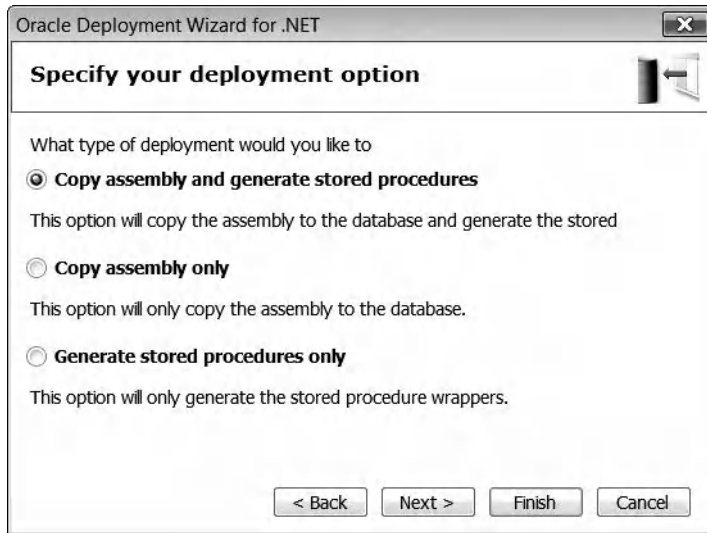 Oracle Deployment Wizard for .NET
Specify your deployment option
What type of deployment would you like to
Copy assembly and generate stored procedures
This option will copy the assembly to the database and generate the stored
Copy assembly only
This option will only copy the assembly to the database.
Generate stored procedures only
This option will only generate the stored procedure wrappers.
< Back Next > Finish Cancel